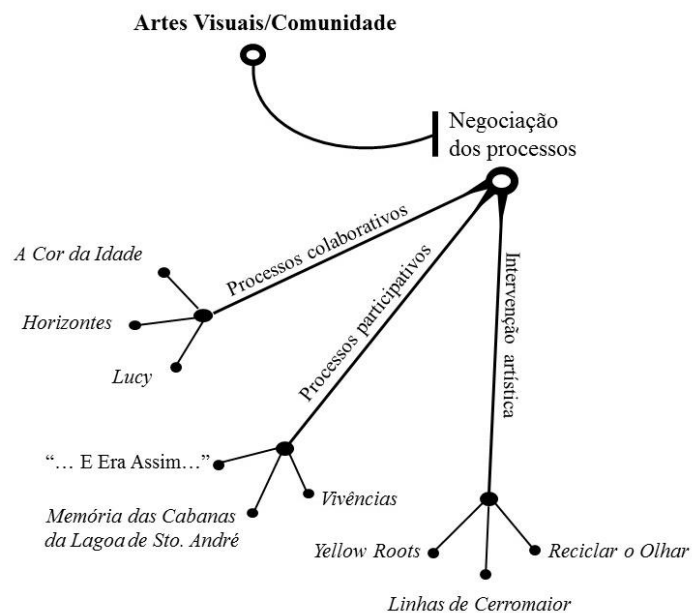 Artes Visuais/Comunidade
Negociação
dos processos
Processos colaborativos
A Cor da Idade
Horizontes
Lucy
Processos participativos
“… E Era Assim…”
Memória das Cabanas
da Lagoa de Sto. André
Vivências
Intervenção artística
Yellow Roots
Linhas de Cerromaior
Reciclar o Olhar